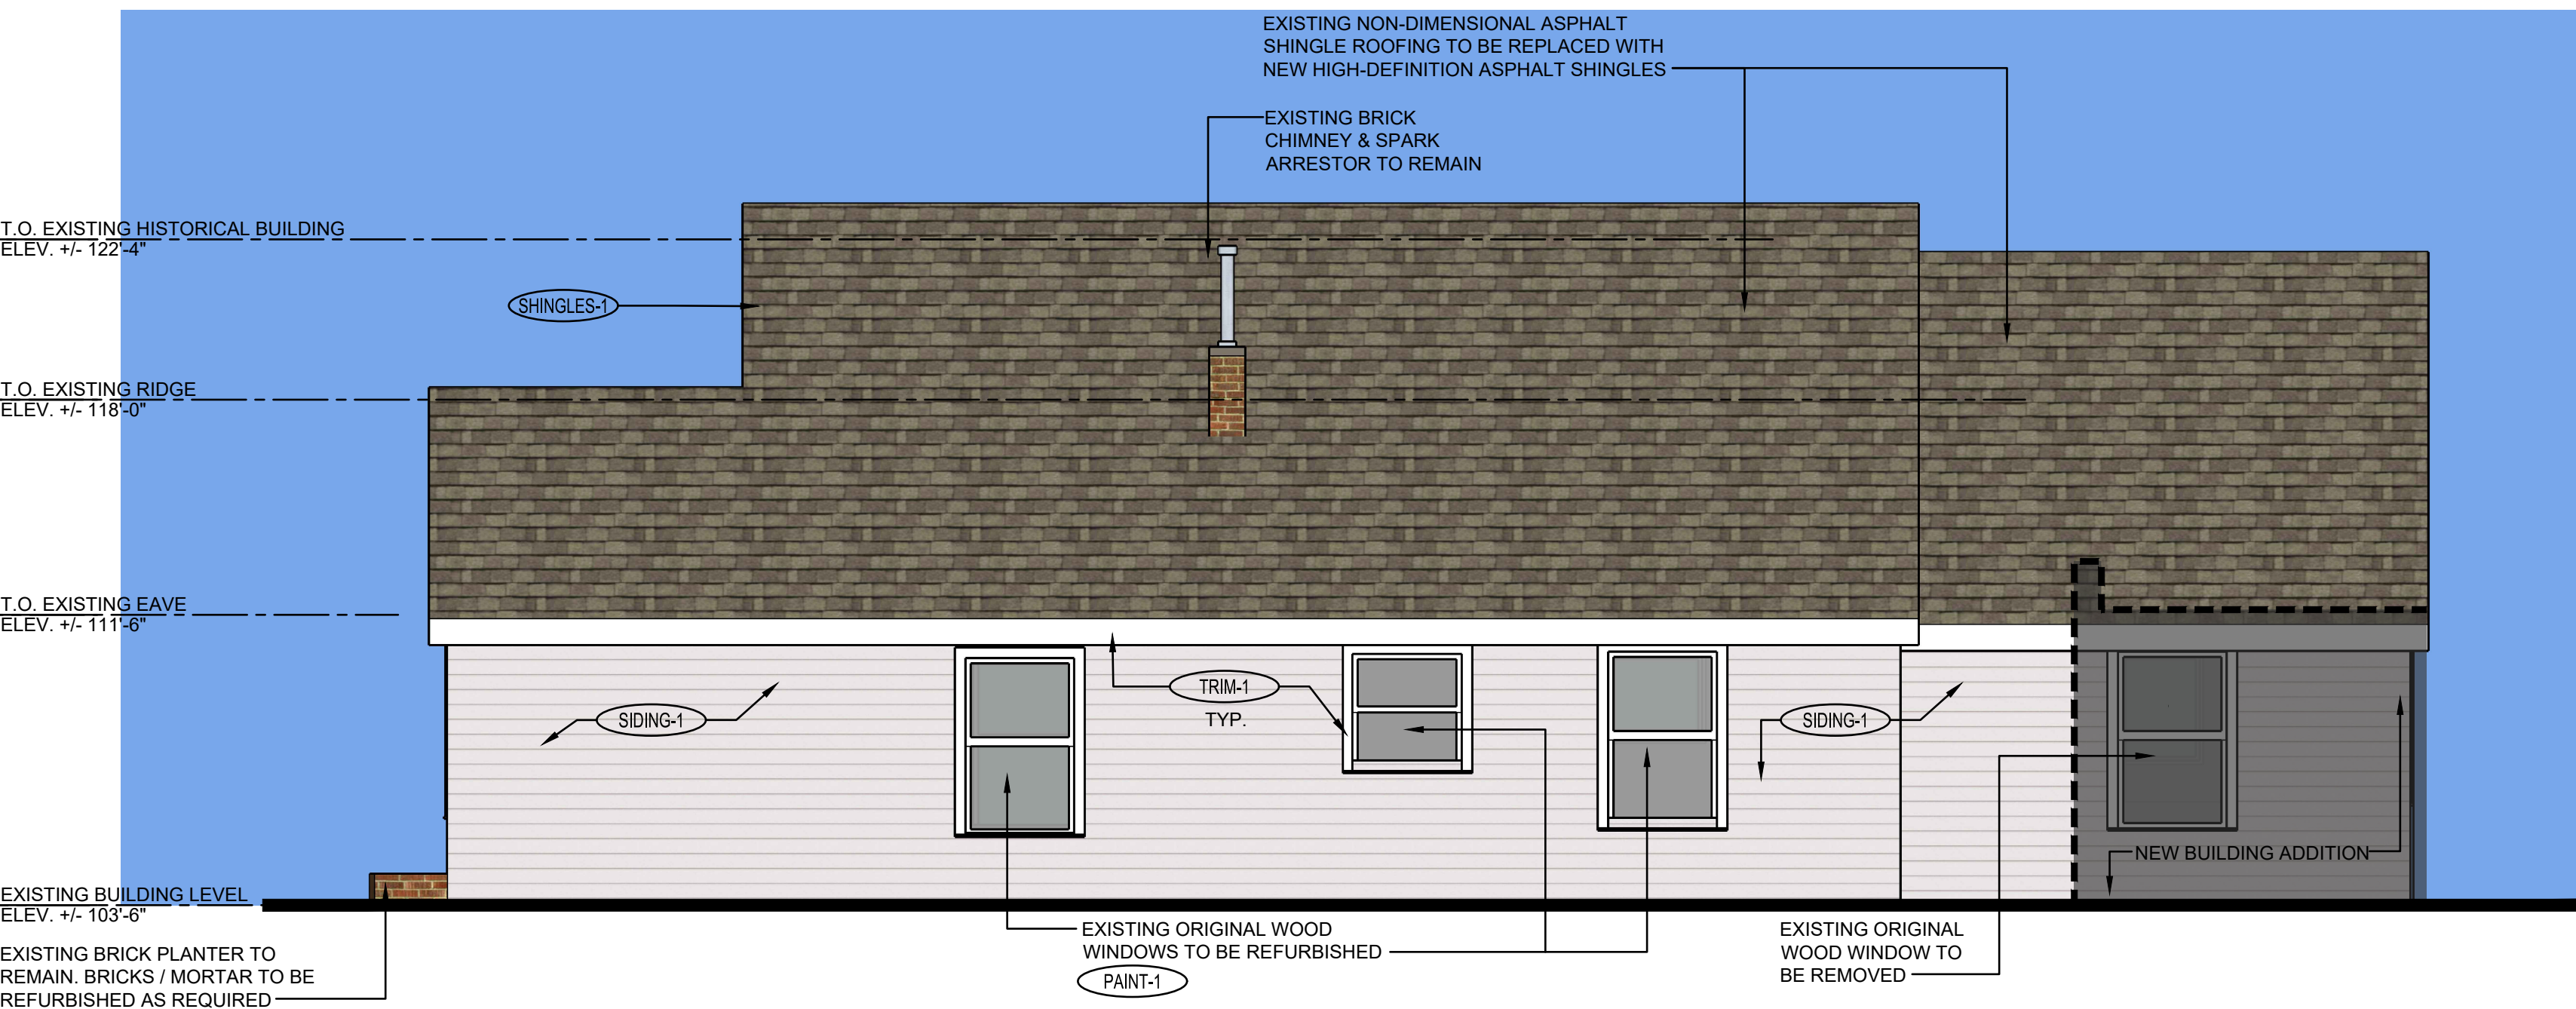 EXISTING NON-DIMENSIONAL ASPHALT
SHINGLE ROOFING TO BE REPLACED WITH
NEW HIGH-DEFINITION ASPHALT SHINGLES
EXISTING BRICK
CHIMNEY & SPARK
ARRESTOR TO REMAIN
T.O. EXISTING HISTORICAL BUILDING
ELEV. +/- 122'-4"
SHINGLES-1
T.O. EXISTING RIDGE
ELEV. +/- 118'-0"
T.O. EXISTING EAVE
ELEV. +/- 111'-6"
SIDING-1
TRIM-1
TYP.
SIDING-1
NEW BUILDING ADDITION
EXISTING BUILDING LEVEL
ELEV. +/- 103'-6"
EXISTING BRICK PLANTER TO
REMAIN. BRICKS / MORTAR TO BE
REFURBISHED AS REQUIRED
EXISTING ORIGINAL WOOD
WINDOWS TO BE REFURBISHED
PAINT-1
EXISTING ORIGINAL
WOOD WINDOW TO
BE REMOVED